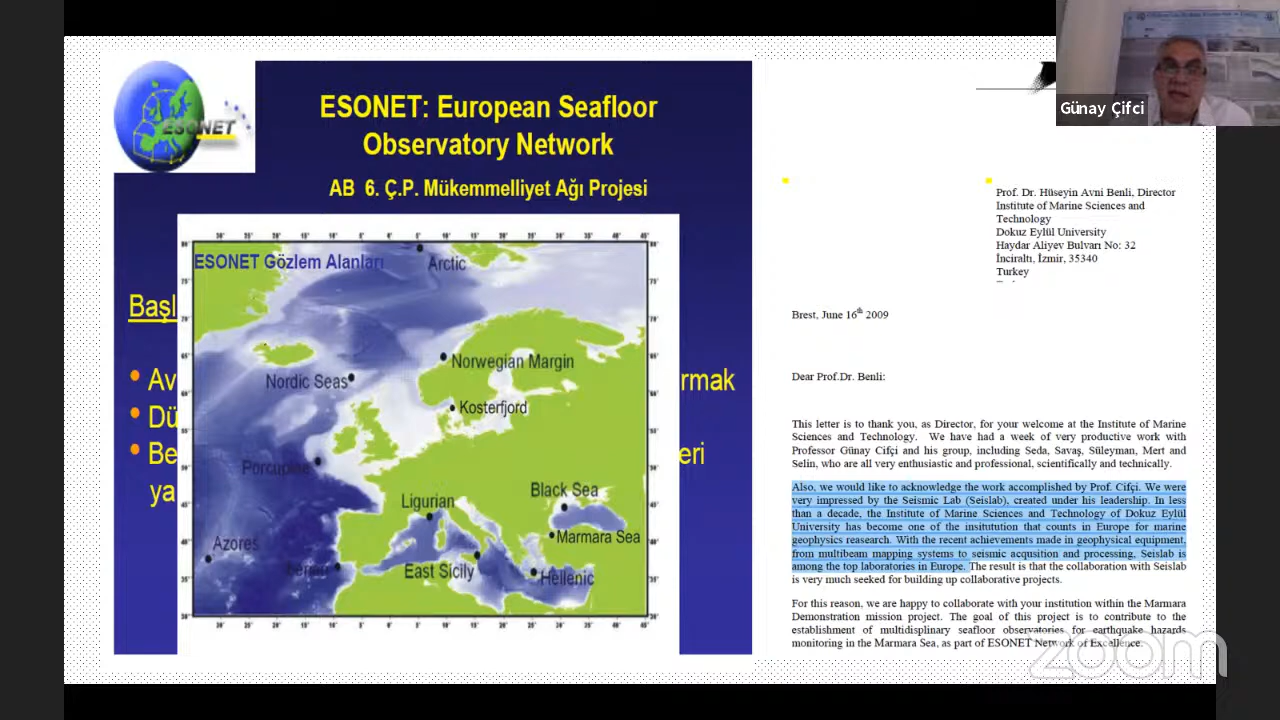 ESONET
ESONET: European Seafloor
Observatory Network
AB 6. Ç.P. Mükemmelliyet Ağı Projesi
ESONET Gözlem Alanları
Arctic
Norwegian Margin
Nordic Seas
Kosterfjord
Porcupine
Ligurian
Black Sea
Marmara Sea
Azores
Iberian
East Sicily
Hellenic
Günay Çifci
Prof. Dr. Hüseyin Avni Benli, Director
Institute of Marine Sciences and
Technology
Dokuz Eylül University
Haydar Aliyev Bulvarı No: 32
İnciraltı, İzmir, 35340
Turkey
Brest, June 16th 2009
Dear Prof.Dr. Benli:
This letter is to thank you, as Director, for your welcome at the Institute of Marine
Sciences and Technology. We have had a week of very productive work with
Professor Günay Cifçi and his group, including Seda, Savaş, Süleyman, Mert and
Selin, who are all very enthusiastic and professional, scientifically and technically.
Also, we would like to acknowledge the work accomplished by Prof. Cifçi. We were
very impressed by the Seismic Lab (Seislab), created under his leadership. In less
than a decade, the Institute of Marine Sciences and Technology of Dokuz Eylül
University has become one of the insitutution that counts in Europe for marine
geophysics reasearch. With the recent achievements made in geophysical equipment,
from multibeam mapping systems to seismic acqusition and processing, Seislab is
among the top laboratories in Europe. The result is that the collaboration with Seislab
is very much seeked for building up collaborative projects.
For this reason, we are happy to collaborate with your institution within the Marmara
Demonstration mission project. The goal of this project is to contribute to the
establishment of multidisplinary seafloor observatories for earthquake hazards
monitoring in the Marmara Sea, as part of ESONET Network of Excellence.
zoom